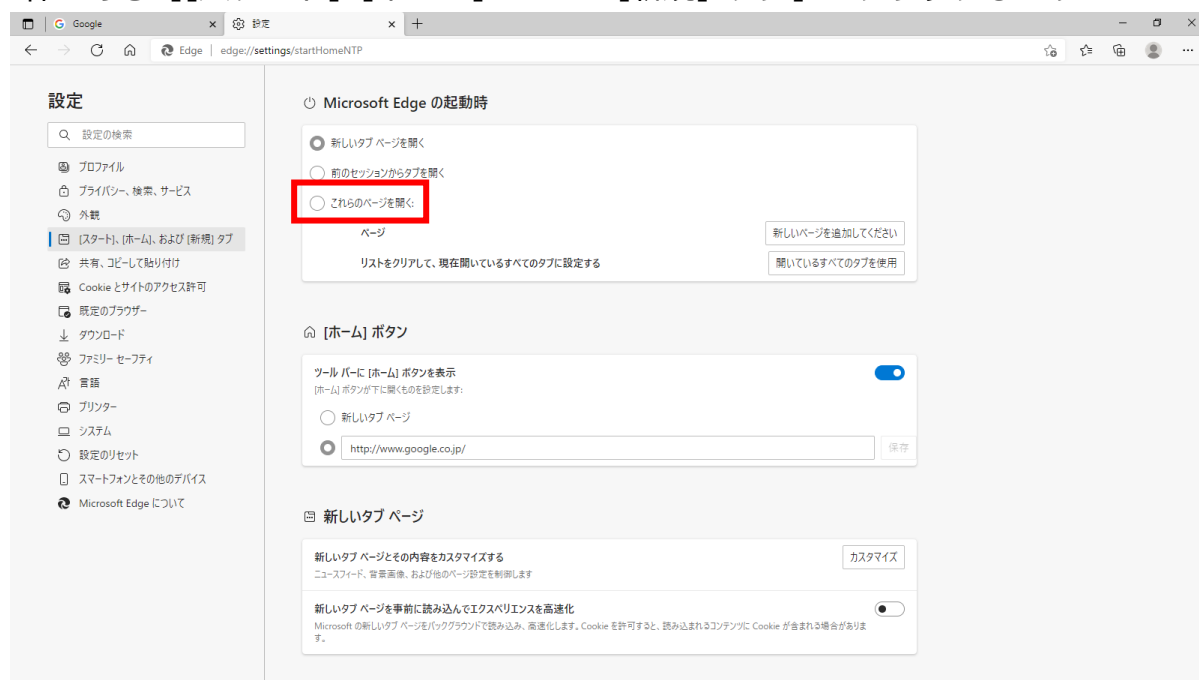 Google
設定
Edge
edge://settings/startHomeNTP
設定
設定の検索
プロファイル
プライバシー、検索、サービス
外観
[スタート]、[ホーム]、および [新規] タブ
共有、コピーして貼り付け
Cookie とサイトのアクセス許可
既定のブラウザー
ダウンロード
ファミリー セーフティ
言語
プリンター
システム
設定のリセット
スマートフォンとその他のデバイス
Microsoft Edge について
Microsoft Edge の起動時
新しいタブ ページを開く
前のセッションからタブを開く
これらのページを開く:
ページ
新しいページを追加してください
リストをクリアして、現在開いているすべてのタブに設定する
開いているすべてのタブを使用
[ホーム] ボタン
ツール バーに [ホーム] ボタンを表示
[ホーム] ボタンが下に開くものを設定します:
新しいタブ ページ
http://www.google.co.jp/
保存
新しいタブ ページ
新しいタブ ページとその内容をカスタマイズする
カスタマイズ
ニュースフィード、背景画像、および他のページ設定を制御します
新しいタブ ページを事前に読み込んでエクスペリエンスを高速化
Microsoft の新しいタブ ページをバックグラウンドで読み込み、高速化します。Cookie を許可すると、読み込まれるコンテンツに Cookie が含まれる場合がありま
す。